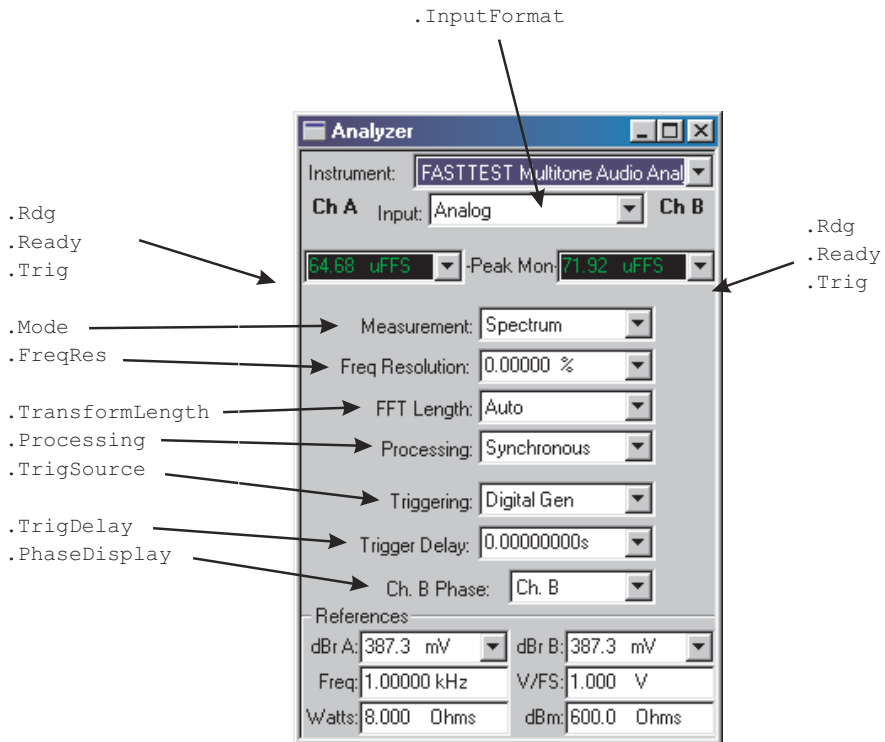 .InputFormat
Analyzer
Instrument: FASTTEST Multitone Audio Anal
Ch A Input: Analog Ch B
.Rdg
.Ready
.Trig
64.68 uFFS -Peak Mon- 71.92 uFFS
.Rdg
.Ready
.Trig
.Mode
Measurement: Spectrum
.FreqRes
Freq Resolution: 0.00000 %
.TransformLength
FFT Length: Auto
.Processing
Processing: Synchronous
.TrigSource
Triggering: Digital Gen
.TrigDelay
Trigger Delay: 0.00000000s
.PhaseDisplay
Ch. B Phase: Ch. B
References
dBr A: 387.3 mV dBr B: 387.3 mV
Freq: 1.00000 kHz V/FS: 1.000 V
Watts: 8.000 Ohms dBm: 600.0 Ohms